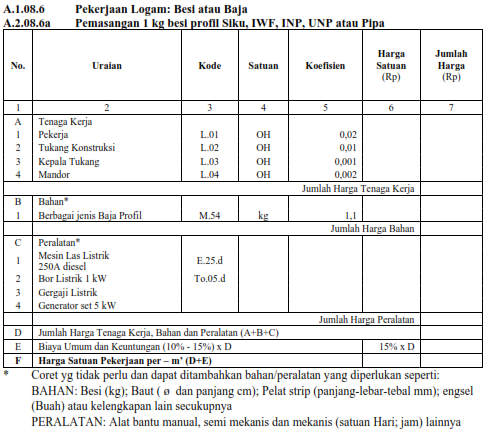 A.1.08.6 Pekerjaan Logam: Besi atau Baja
A.2.08.6a Pemasangan 1 kg besi profil Siku, IWF, INP, UNP atau Pipa
No. Uraian Kode Satuan Koefisien Harga Satuan (Rp) Jumlah Harga (Rp)
1 2 3 4 5 6 7
A Tenaga Kerja
1 Pekerja L.01 OH 0,02
2 Tukang Konstruksi L.02 OH 0,01
3 Kepala Tukang L.03 OH 0,001
4 Mandor L.04 OH 0,002
Jumlah Harga Tenaga Kerja
B Bahan*
1 Berbagai jenis Baja Profil M.54 kg 1,1
Jumlah Harga Bahan
C Peralatan*
1 Mesin Las Listrik 250A diesel E.25.d
2 Bor Listrik 1 kW To.05.d
3 Gergaji Listrik
4 Generator set 5 kW
Jumlah Harga Peralatan
D Jumlah Harga Tenaga Kerja, Bahan dan Peralatan (A+B+C)
E Biaya Umum dan Keuntungan (10% - 15%) x D 15% x D
F Harga Satuan Pekerjaan per – m' (D+E)
* Coret yg tidak perlu dan dapat ditambahkan bahan/peralatan yang diperlukan seperti:
BAHAN: Besi (kg); Baut ( ø dan panjang cm); Pelat strip (panjang-lebar-tebal mm); engsel
(Buah) atau kelengkapan lain secukupnya
PERALATAN: Alat bantu manual, semi mekanis dan mekanis (satuan Hari; jam) lainnya